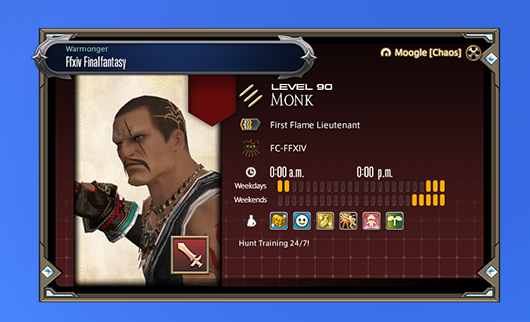 Warmonger
Ffxiv Finalfantasy
Moogle [Chaos]
LEVEL 90
MONK
First Flame Lieutenant
FC-FFXIV
0:00 a.m. 0:00 p.m.
Weekdays
Weekends
Hunt Training 24/7!